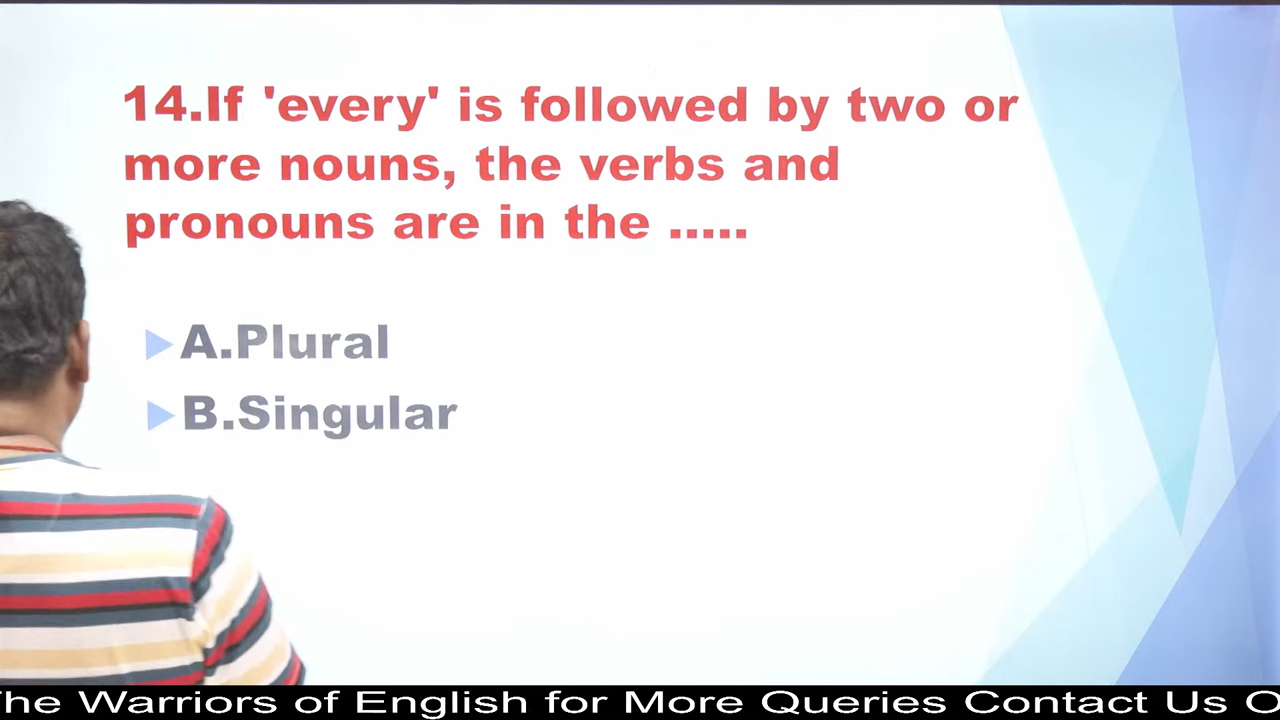 14.If 'every' is followed by two or
more nouns, the verbs and
pronouns are in the .....
A.Plural
B.Singular
The Warriors of English for More Queries Contact Us O